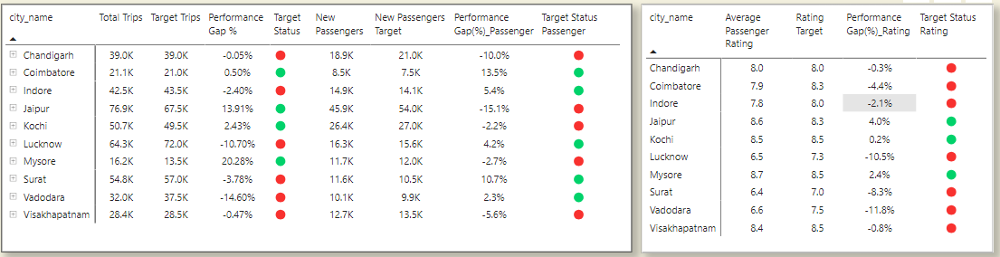 city_name Total Trips Target Trips Performance Gap % Target Status New Passengers New Passengers Target Performance Gap(%)_Passenger Target Status Passenger
Chandigarh 39.0K 39.0K -0.05% 18.9K 21.0K -10.0%
Coimbatore 21.1K 21.0K 0.50% 8.5K 7.5K 13.5%
Indore 42.5K 43.5K -2.40% 14.9K 14.1K 5.4%
Jaipur 76.9K 67.5K 13.91% 45.9K 54.0K -15.1%
Kochi 50.7K 49.5K 2.43% 26.4K 27.0K -2.2%
Lucknow 64.3K 72.0K -10.70% 16.3K 15.6K 4.2%
Mysore 16.2K 13.5K 20.28% 11.7K 12.0K -2.7%
Surat 54.8K 57.0K -3.78% 11.6K 10.5K 10.7%
Vadodara 32.0K 37.5K -14.60% 10.1K 9.9K 2.3%
Visakhapatnam 28.4K 28.5K -0.47% 12.7K 13.5K -5.6%
city_name Average Passenger Rating Rating Target Performance Gap(%)_Rating Target Status Rating
Chandigarh 8.0 8.0 -0.3%
Coimbatore 7.9 8.3 -4.4%
Indore 7.8 8.0 -2.1%
Jaipur 8.6 8.3 4.0%
Kochi 8.5 8.5 0.2%
Lucknow 6.5 7.3 -10.5%
Mysore 8.7 8.5 2.4%
Surat 6.4 7.0 -8.3%
Vadodara 6.6 7.5 -11.8%
Visakhapatnam 8.4 8.5 -0.8%